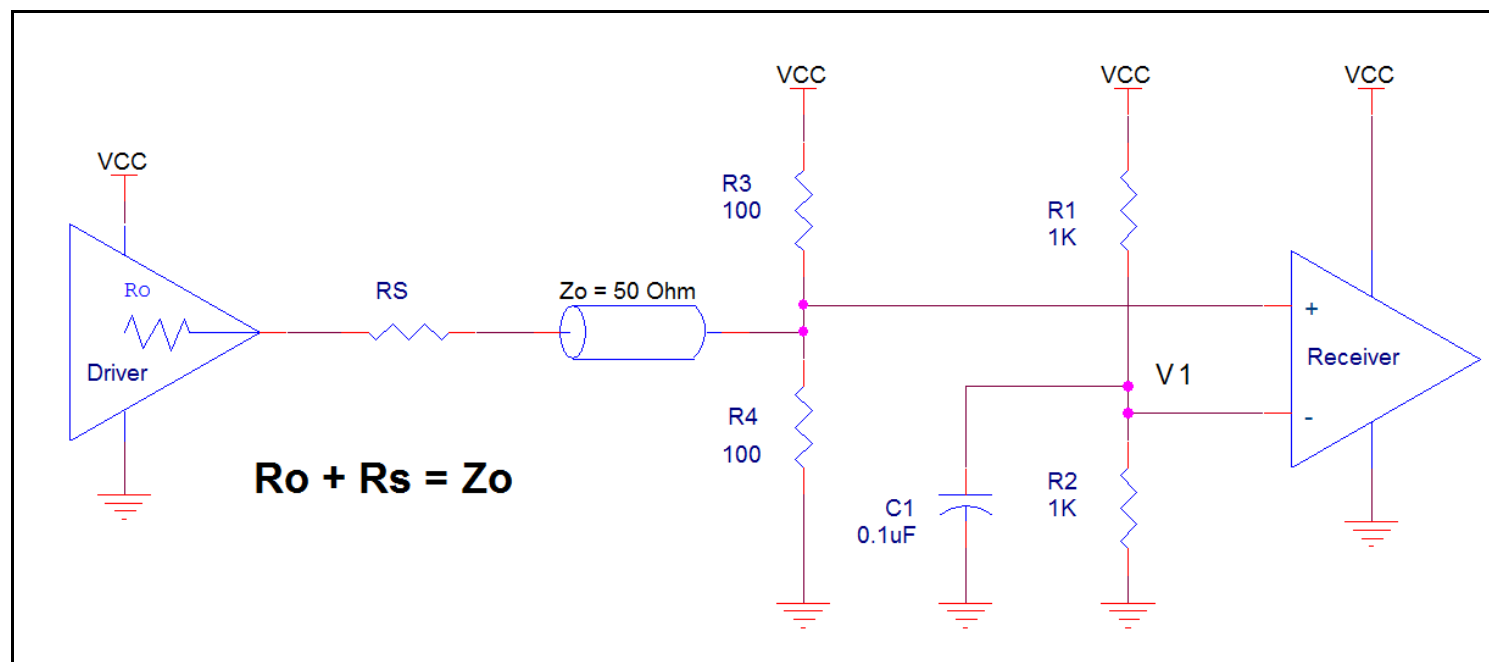 VCC
VCC
VCC
VCC
R3
100
R1
1K
Ro
RS
Zo = 50 Ohm
+
Driver
Receiver
V1
-
R4
100
Ro + Rs = Zo
R2
1K
C1
0.1uF